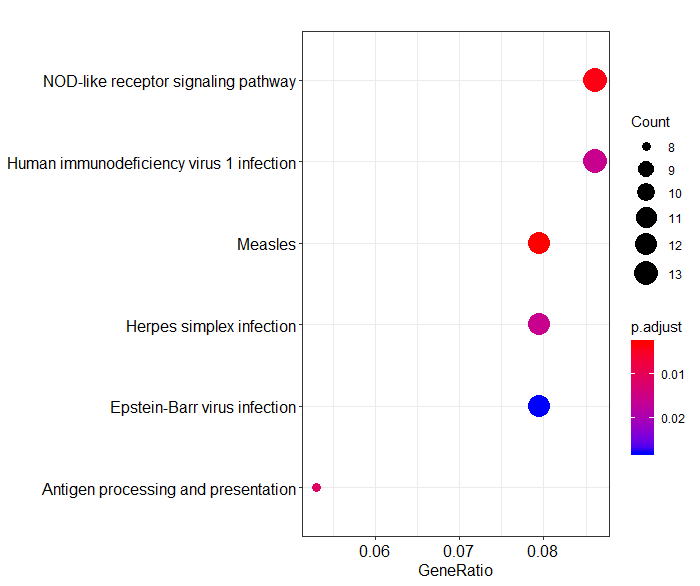 NOD-like receptor signaling pathway
Human immunodeficiency virus 1 infection
Measles
Herpes simplex infection
Epstein-Barr virus infection
Antigen processing and presentation
0.06 0.07 0.08
GeneRatio
Count
8
9
10
11
12
13
p.adjust
0.01
0.02